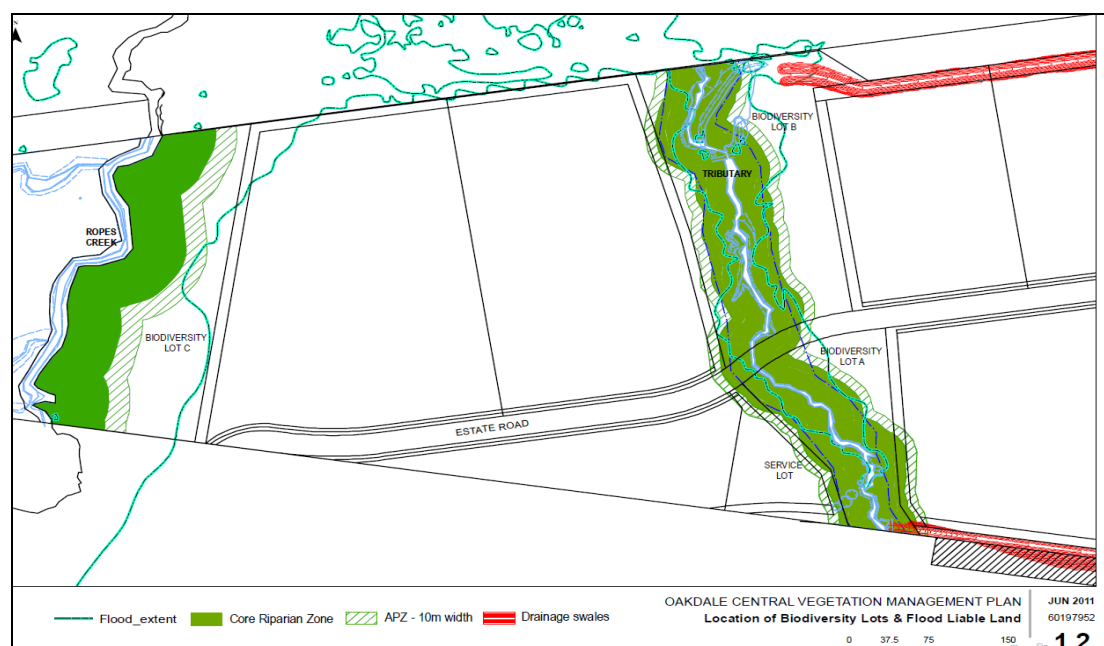 BIODIVERSITY
LOT B
TRIBUTARY
ROPES
CREEK
BIODIVERSITY
LOT C
BIODIVERSITY
LOT A
ESTATE ROAD
SERVICE
LOT
Flood_extent
Core Riparian Zone
APZ - 10m width
Drainage swales
OAKDALE CENTRAL VEGETATION MANAGEMENT PLAN
Location of Biodiversity Lots & Flood Liable Land
0 37.5 75 150
JUN 2011
60197952
1.2